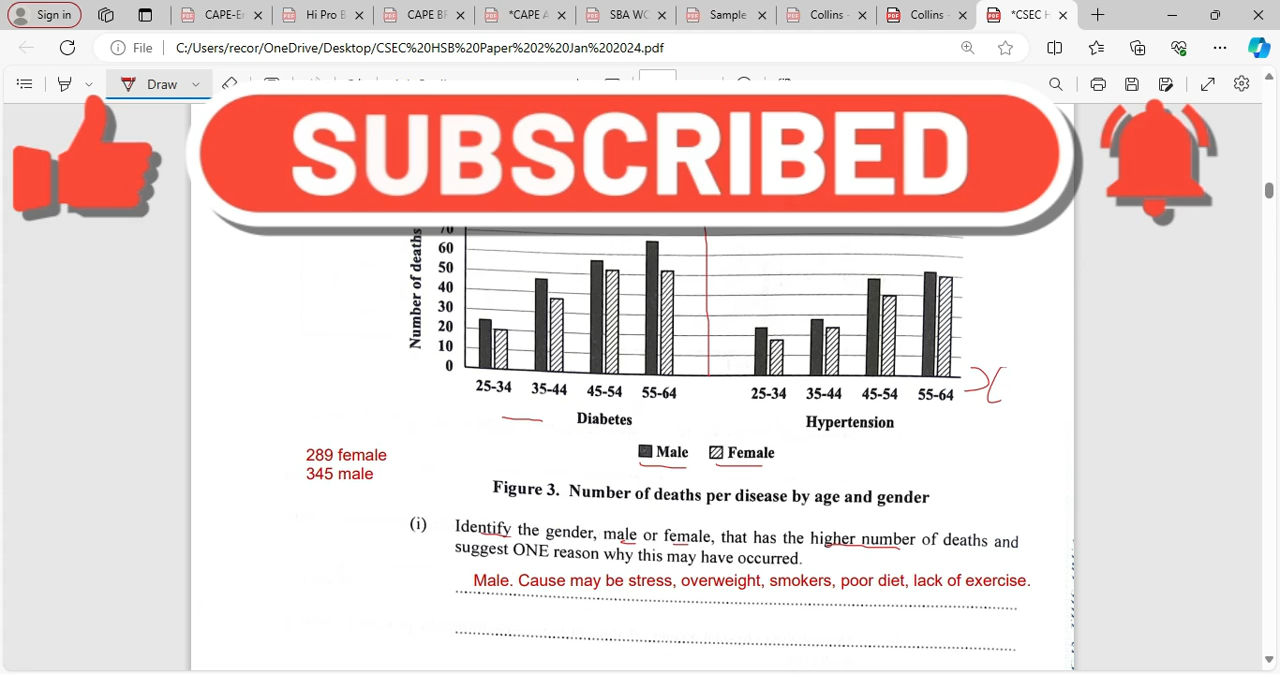 Sign in
CAPE-Er
Hi Pro B
CAPE BF
*CAPE A
SBA WC
Sample
Collins -
Collins -
*CSEC H
File
C:/Users/recor/OneDrive/Desktop/CSEC%20HSB%20Paper%202%20Jan%202024.pdf
Draw
SUBSCRIBED
Number of deaths
70
60
50
40
30
20
10
0
25-34 35-44 45-54 55-64 25-34 35-44 45-54 55-64
Diabetes Hypertension
289 female
345 male
Male Female
Figure 3. Number of deaths per disease by age and gender
(i) Identify the gender, male or female, that has the higher number of deaths and
suggest ONE reason why this may have occurred.
Male. Cause may be stress, overweight, smokers, poor diet, lack of exercise.